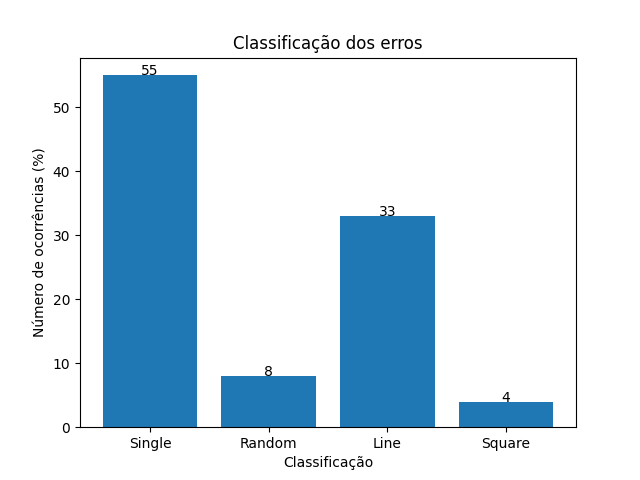 Classificação dos erros
Número de ocorrências (%)
50
40
30
20
10
0
55
8
33
4
Single
Random
Line
Square
Classificação